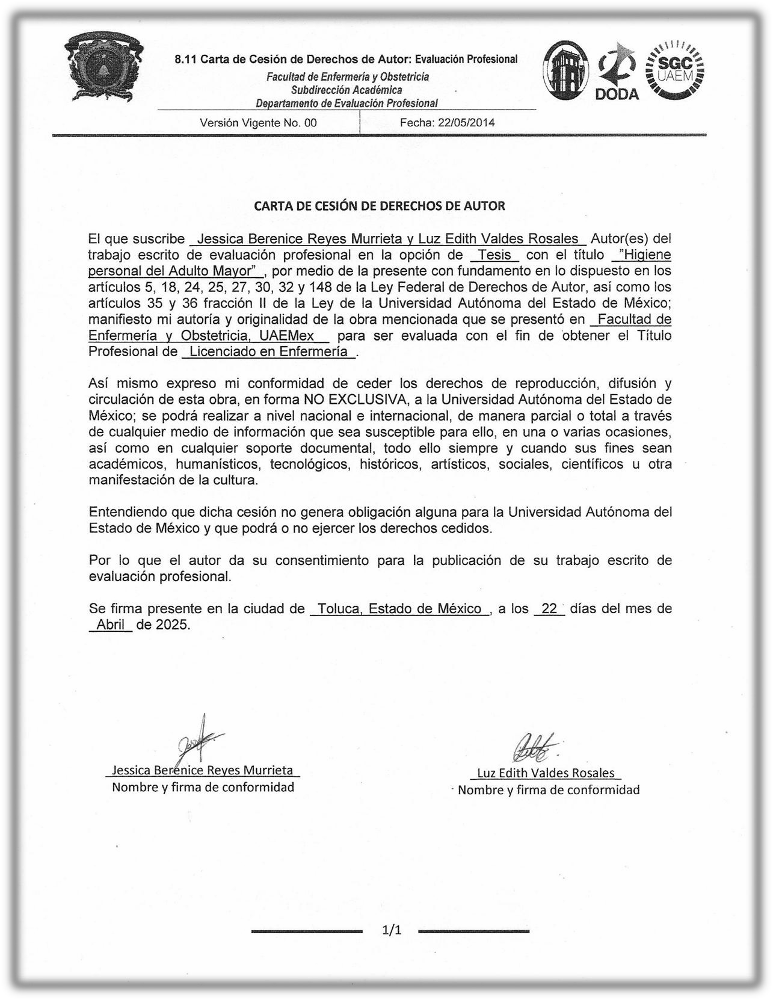 8.11 Carta de Cesión de Derechos de Autor: Evaluación Profesional
Facultad de Enfermería y Obstetricia
Subdirección Académica
Departamento de Evaluación Profesional
Versión Vigente No. 00
Fecha: 22/05/2014
DODA
SGC
UAEM
CARTA DE CESIÓN DE DERECHOS DE AUTOR
El que suscribe Jessica Berenice Reyes Murrieta y Luz Edith Valdes Rosales Autor(es) del
trabajo escrito de evaluación profesional en la opción de Tesis con el título ”Higiene
personal del Adulto Mayor” , por medio de la presente con fundamento en lo dispuesto en los
artículos 5, 18, 24, 25, 27, 30, 32 y 148 de la Ley Federal de Derechos de Autor, así como los
artículos 35 y 36 fracción II de la Ley de la Universidad Autónoma del Estado de México;
manifiesto mi autoría y originalidad de la obra mencionada que se presentó en Facultad de
Enfermería y Obstetricia, UAEMex para ser evaluada con el fin de obtener el Título
Profesional de Licenciado en Enfermería .
Así mismo expreso mi conformidad de ceder los derechos de reproducción, difusión y
circulación de esta obra, en forma NO EXCLUSIVA, a la Universidad Autónoma del Estado de
México; se podrá realizar a nivel nacional e internacional, de manera parcial o total a través
de cualquier medio de información que sea susceptible para ello, en una o varias ocasiones,
así como en cualquier soporte documental, todo ello siempre y cuando sus fines sean
académicos, humanísticos, tecnológicos, históricos, artísticos, sociales, científicos u otra
manifestación de la cultura.
Entendiendo que dicha cesión no genera obligación alguna para la Universidad Autónoma del
Estado de México y que podrá o no ejercer los derechos cedidos.
Por lo que el autor da su consentimiento para la publicación de su trabajo escrito de
evaluación profesional.
Se firma presente en la ciudad de Toluca, Estado de México , a los 22 días del mes de
Abril de 2025.
Jessica Berenice Reyes Murrieta
Nombre y firma de conformidad
Luz Edith Valdes Rosales
Nombre y firma de conformidad
1/1